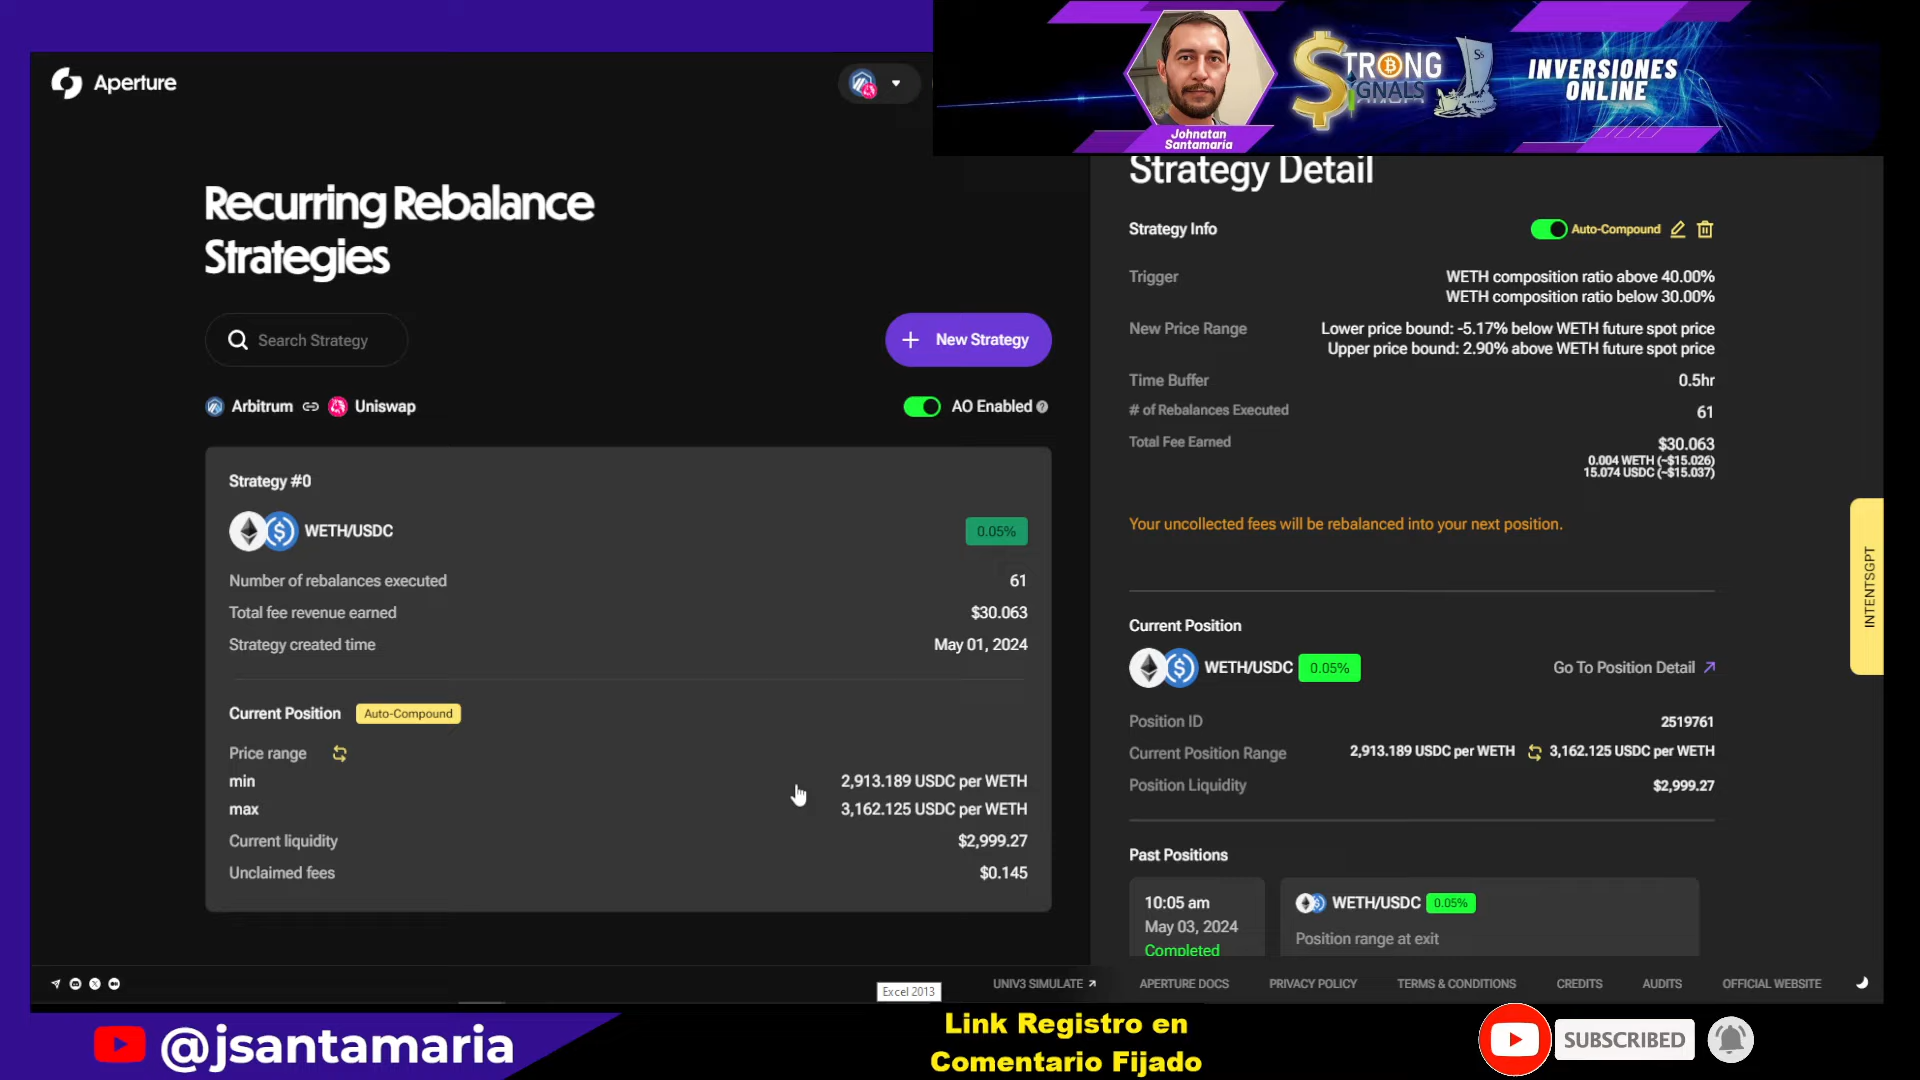 Aperture
Johnatan
Santamaria
STRONG
SIGNALS
INVERSIONES
ONLINE
Recurring Rebalance
Strategies
Search Strategy
New Strategy
Arbitrum
Uniswap
AO Enabled
Strategy #0
WETH/USDC
0.05%
Number of rebalances executed
61
Total fee revenue earned
$30.063
Strategy created time
May 01, 2024
Current Position
Auto-Compound
Price range
min
2,913.189 USDC per WETH
max
3,162.125 USDC per WETH
Current liquidity
$2,999.27
Unclaimed fees
$0.145
Strategy Detail
Strategy Info
Auto-Compound
Trigger
WETH composition ratio above 40.00%
WETH composition ratio below 30.00%
New Price Range
Lower price bound: -5.17% below WETH future spot price
Upper price bound: 2.90% above WETH future spot price
Time Buffer
0.5hr
# of Rebalances Executed
61
Total Fee Earned
$30.063
0.004 WETH (~$15.026)
15.074 USDC (~$15.037)
Your uncollected fees will be rebalanced into your next position.
Current Position
WETH/USDC
0.05%
Go To Position Detail
Position ID
2519761
Current Position Range
2,913.189 USDC per WETH
3,162.125 USDC per WETH
Position Liquidity
$2,999.27
Past Positions
10:05 am
May 03, 2024
Completed
WETH/USDC
0.05%
Position range at exit
INTENTSGPT
Excel 2013
UNIV3 SIMULATE
APERTURE DOCS
PRIVACY POLICY
TERMS & CONDITIONS
CREDITS
AUDITS
OFFICIAL WEBSITE
@jsantamaria
Link Registro en
Comentario Fijado
SUBSCRIBED